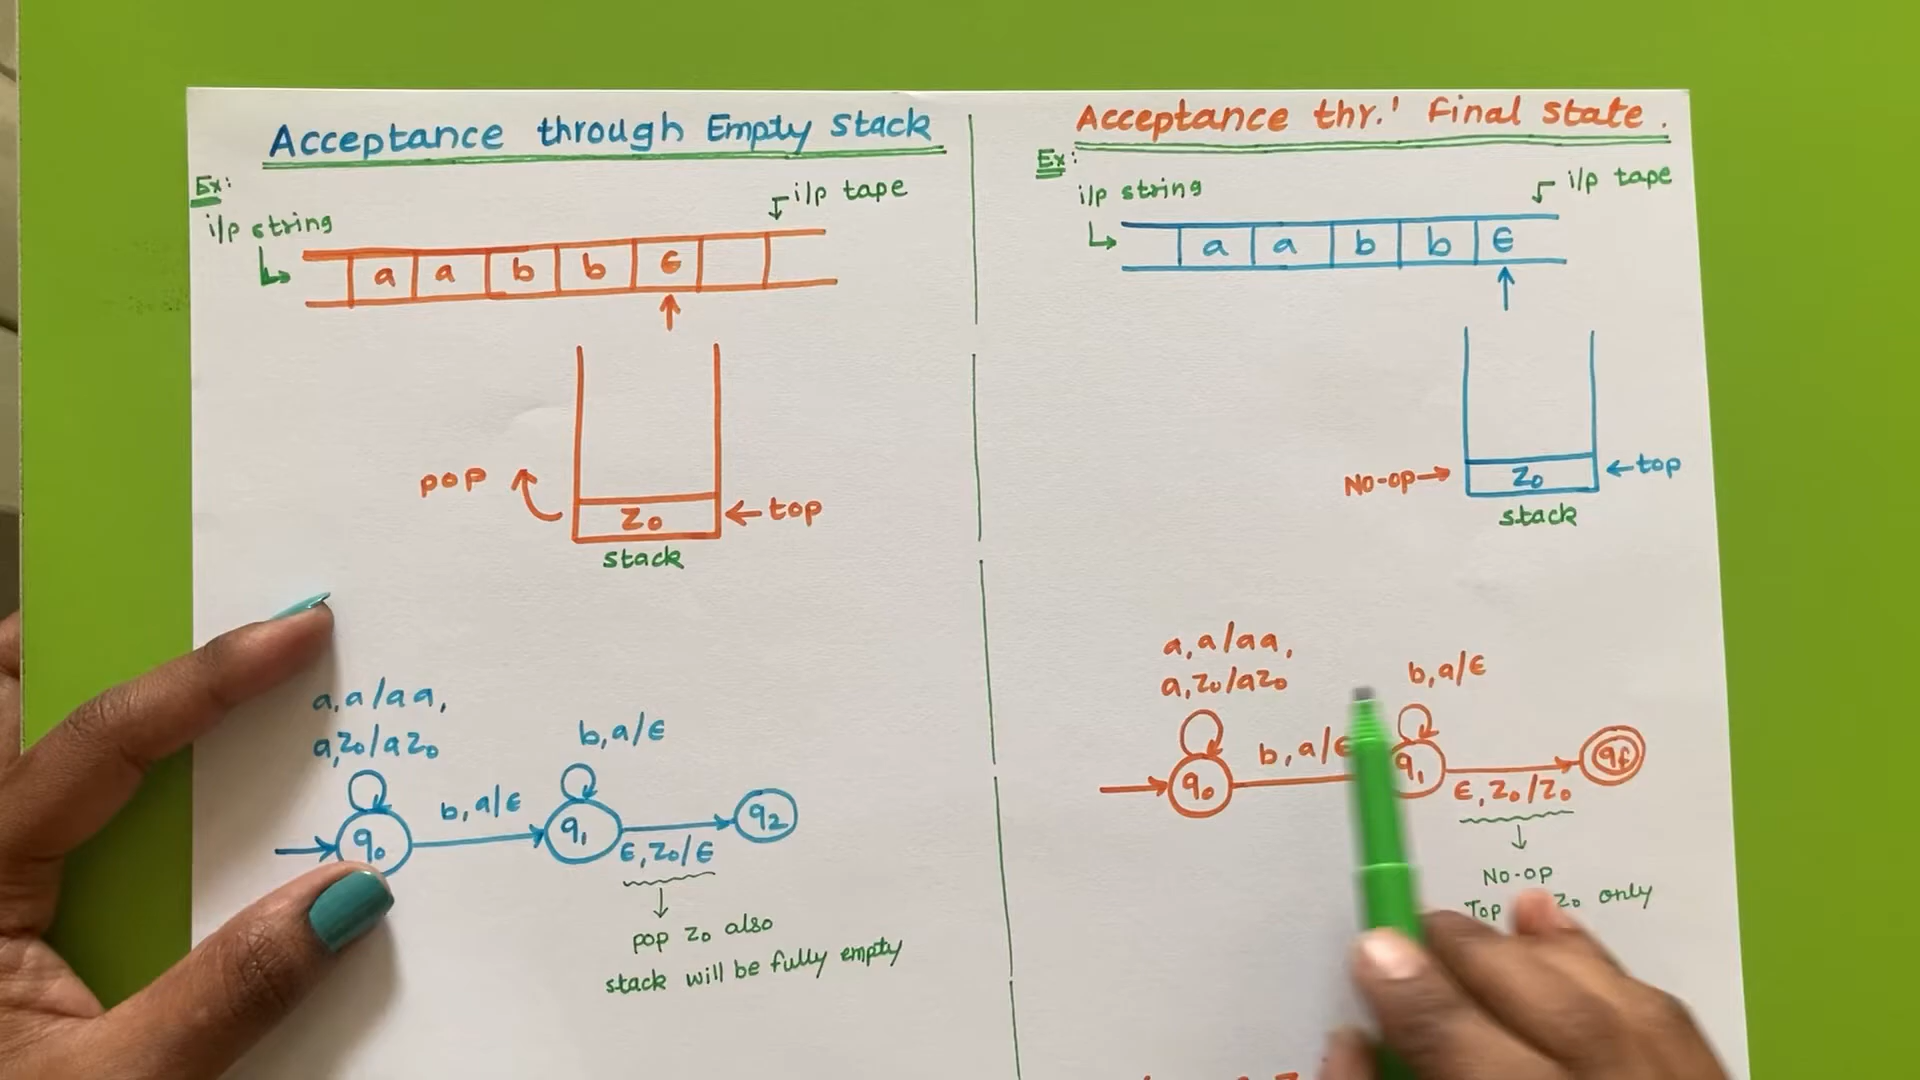 Acceptance through Empty Stack
Ex:
i/p string
i/p tape
a a b b ϵ
pop
Z₀
top
stack
a,a/aa,
a,Z₀/aZ₀
b,a/ϵ
b,a/ϵ
q₀
q₁
q₂
ϵ,Z₀/ϵ
pop Z₀ also
stack will be fully empty
Acceptance thr.' Final State.
Ex:
i/p string
i/p tape
a a b b ϵ
No-op
Z₀
top
stack
a,a/aa,
a,Z₀/aZ₀
b,a/ϵ
b,a/ϵ
q₀
q₁
qf
ϵ,Z₀/Z₀
No-op
Top Z₀ only